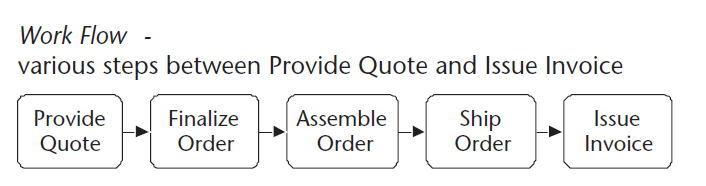 Work Flow -
various steps between Provide Quote and Issue Invoice
Provide
Quote
Finalize
Order
Assemble
Order
Ship
Order
Issue
Invoice